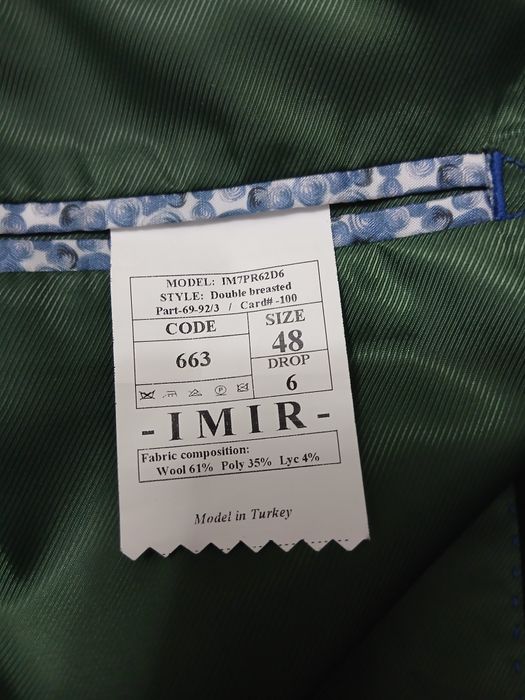 MODEL: IM7PR62D6
STYLE: Double breasted
Part-69-92/3 / Card# -100
CODE
663
SIZE
48
DROP
6
-IMIR-
Fabric composition:
Wool 61% Poly 35% Lyc 4%
Model in Turkey